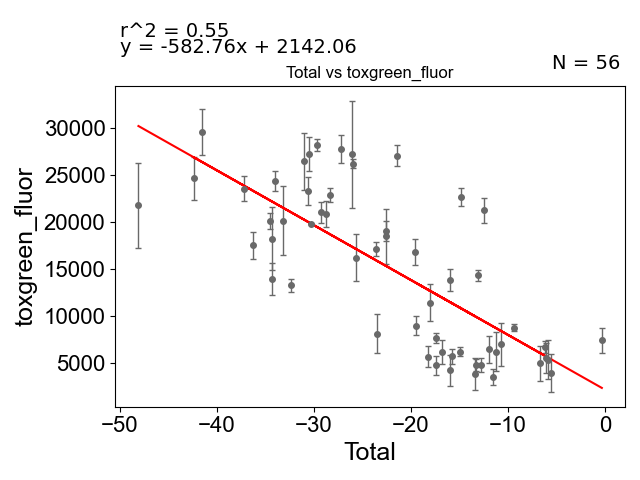 r^2 = 0.55
y = -582.76x + 2142.06
N = 56
Total vs toxgreen_fluor
toxgreen_fluor
30000
25000
20000
15000
10000
5000
−50 −40 −30 −20 −10 0
Total